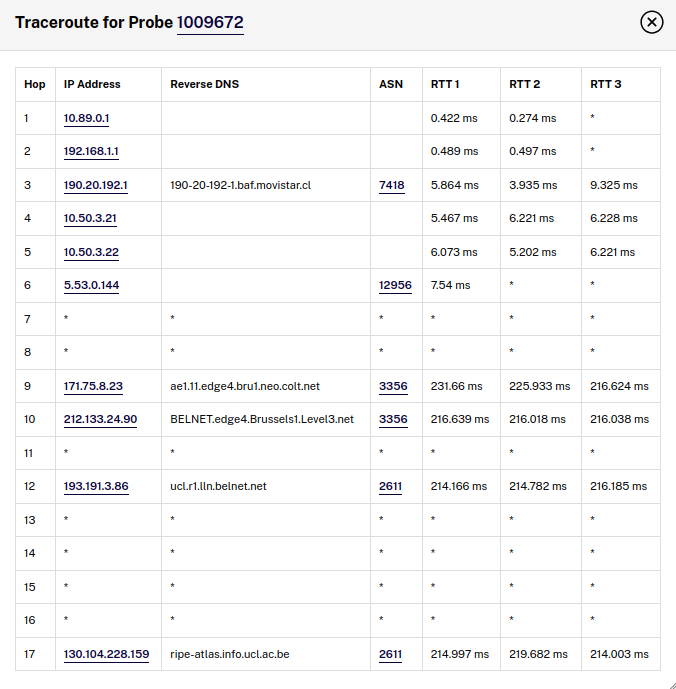 Traceroute for Probe 1009672
Hop IP Address Reverse DNS ASN RTT 1 RTT 2 RTT 3
1 10.89.0.1 0.422 ms 0.274 ms *
2 192.168.1.1 0.489 ms 0.497 ms *
3 190.20.192.1 190-20-192-1.baf.movistar.cl 7418 5.864 ms 3.935 ms 9.325 ms
4 10.50.3.21 5.467 ms 6.221 ms 6.228 ms
5 10.50.3.22 6.073 ms 5.202 ms 6.221 ms
6 5.53.0.144 12956 7.54 ms * *
7 * * * * * *
8 * * * * * *
9 171.75.8.23 ae1.11.edge4.bru1.neo.colt.net 3356 231.66 ms 225.933 ms 216.624 ms
10 212.133.24.90 BELNET.edge4.Brussels1.Level3.net 3356 216.639 ms 216.018 ms 216.038 ms
11 * * * * * *
12 193.191.3.86 ucl.r1.lln.belnet.net 2611 214.166 ms 214.782 ms 216.185 ms
13 * * * * * *
14 * * * * * *
15 * * * * * *
16 * * * * * *
17 130.104.228.159 ripe-atlas.info.ucl.ac.be 2611 214.997 ms 219.682 ms 214.003 ms